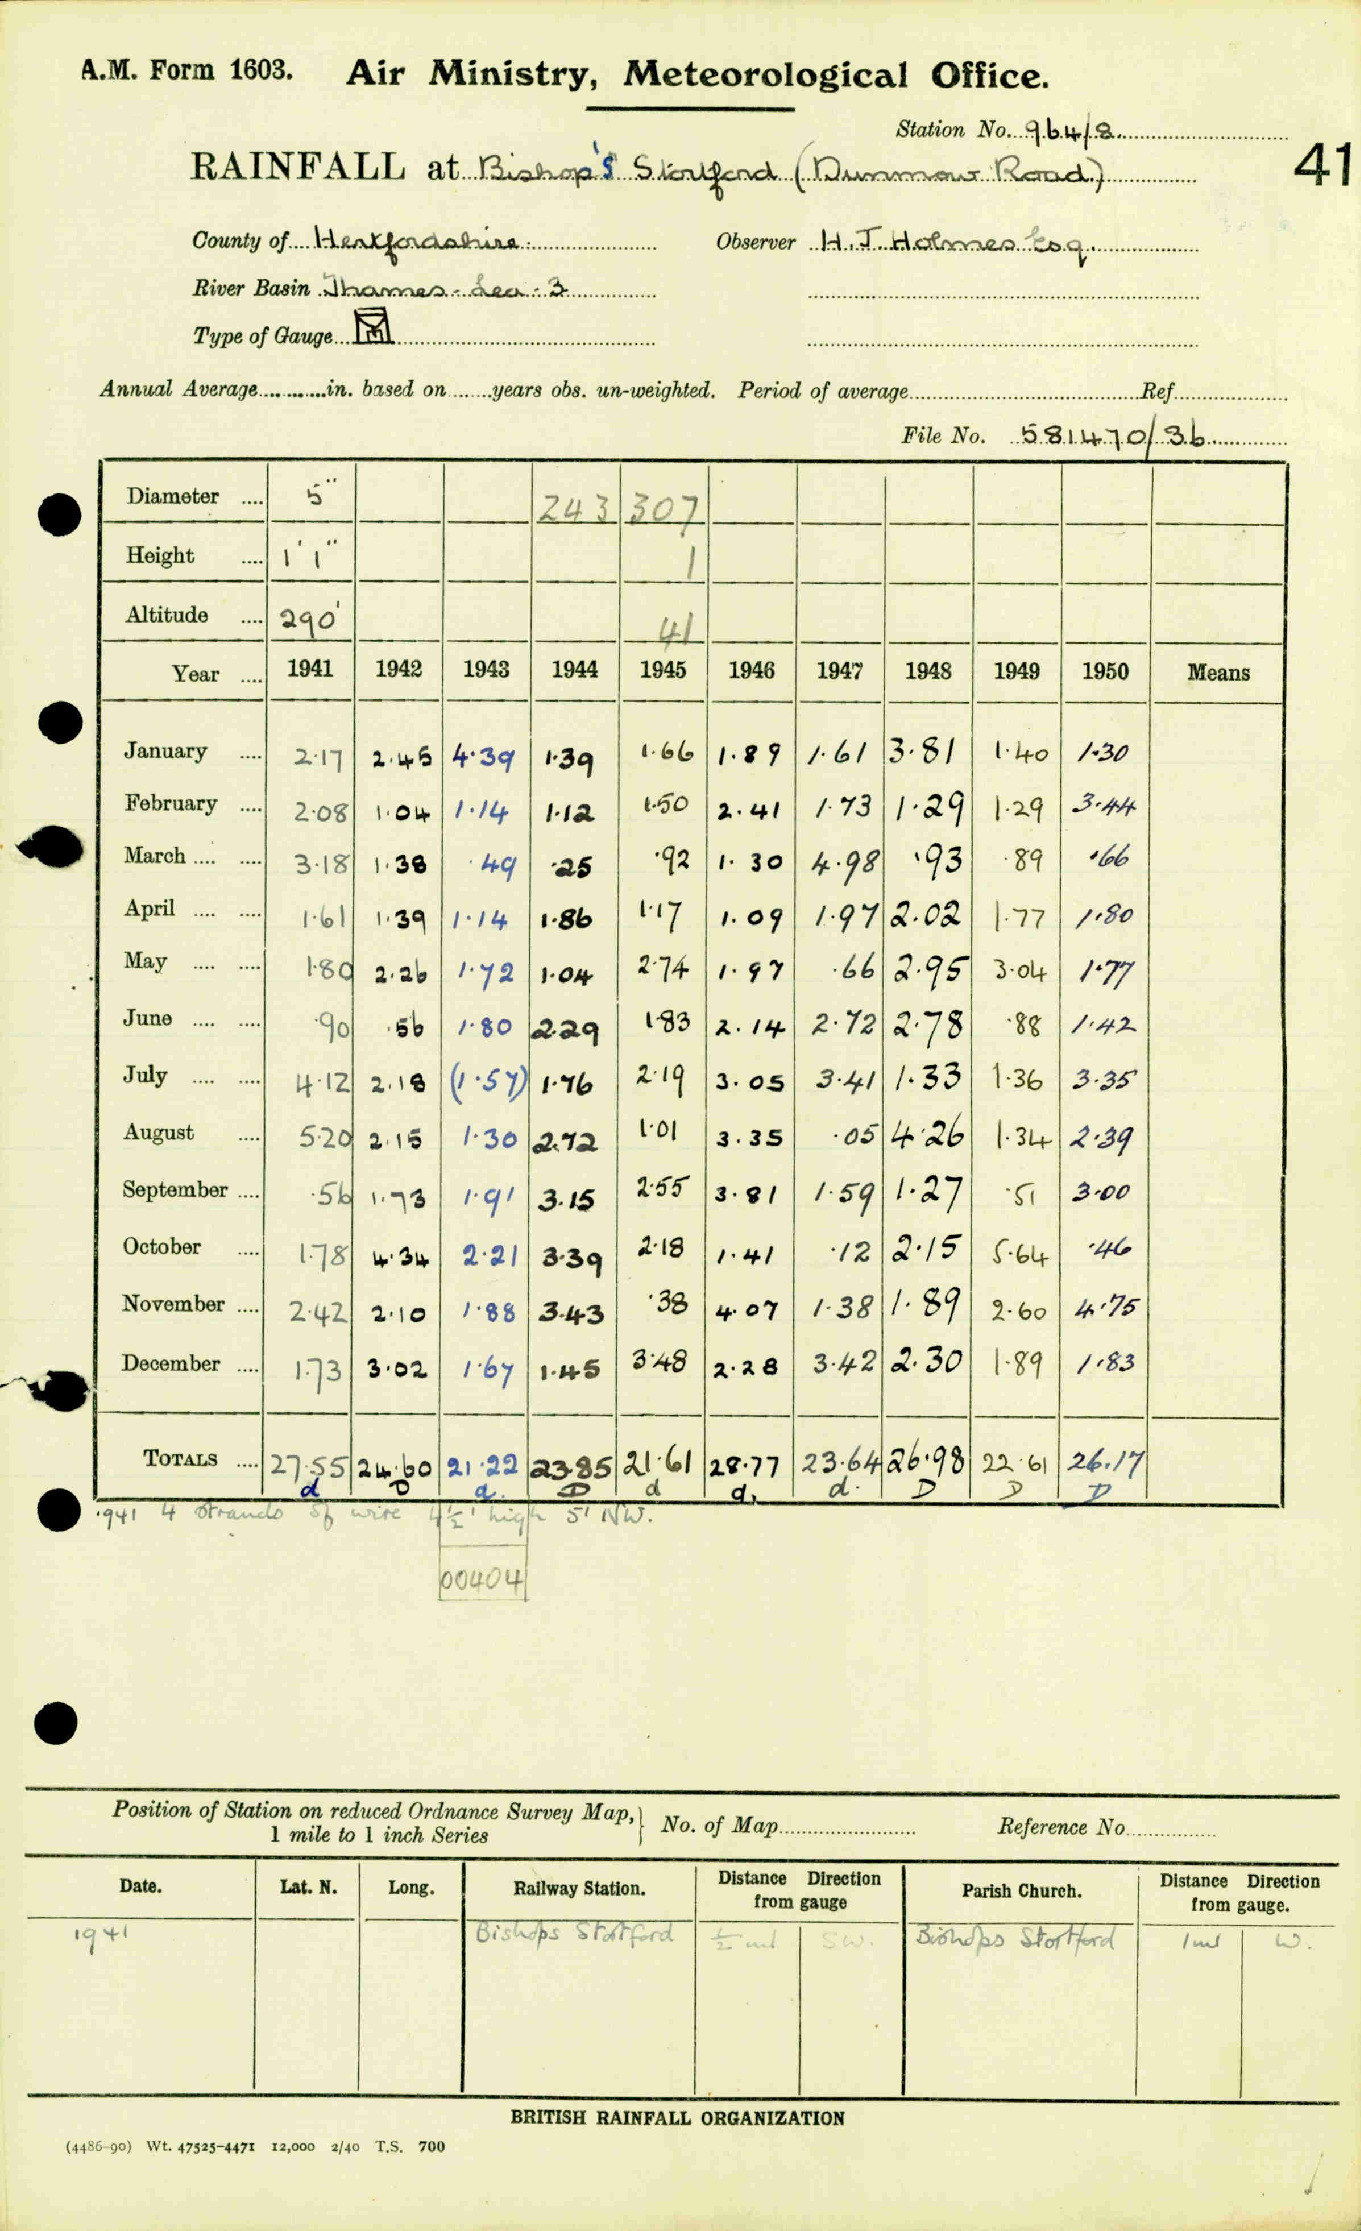 A.M. Form 1603. Air Ministry, Meteorological Office.
Station No. 964/8
41
RAINFALL at Bishop's Stortford (Dunmow Road)
County of Hertfordshire Observer H. J. Holmes Esq.
River Basin Thames - Lea - 3
Type of Gauge M
Annual Average............in. based on .......years obs. un-weighted. Period of average Ref
File No. 581470/36
Diameter .... 5" 243 307
Height .... 1'1" 1
Altitude .... 290' 41
Year .... 1941 1942 1943 1944 1945 1946 1947 1948 1949 1950 Means
January .... 2.17 2.45 4.39 1.39 1.66 1.89 1.61 3.81 1.40 1.30
February .... 2.08 1.04 1.14 1.12 1.50 2.41 1.73 1.29 1.29 3.44
March .... .... 3.18 1.38 .49 .25 .92 1.30 4.98 .93 .89 .66
April .... .... 1.61 1.39 1.14 1.86 1.17 1.09 1.97 2.02 1.77 1.80
May .... .... 1.80 2.26 1.72 1.04 2.74 1.97 .66 2.95 3.04 1.77
June .... .... .90 .56 1.80 2.29 1.83 2.14 2.72 2.78 .88 1.42
July .... .... 4.12 2.18 (1.57) 1.76 2.19 3.05 3.41 1.33 1.36 3.35
August .... 5.20 2.15 1.30 2.72 1.01 3.35 .05 4.26 1.34 2.39
September .... .56 1.73 1.91 3.15 2.55 3.81 1.59 1.27 .51 3.00
October .... 1.78 4.34 2.21 3.39 2.18 1.41 .12 2.15 5.64 .46
November .... 2.42 2.10 1.88 3.43 .38 4.07 1.38 1.89 2.60 4.75
December .... 1.73 3.02 1.67 1.45 3.48 2.28 3.42 2.30 1.89 1.83
TOTALS .... 27.55 24.60 21.22 23.85 21.61 28.77 23.64 26.98 22.61 26.17
d D d. D d d. d. D D D
1941 4 strands of wire 4½' high 5' NW.
00404
Position of Station on reduced Ordnance Survey Map, } No. of Map Reference No.
1 mile to 1 inch Series
Date. Lat. N. Long. Railway Station. Distance Direction from gauge Parish Church. Distance Direction from gauge.
1941 Bishops Stortford ½ ml SW. Bishops Stortford 1ml W.
BRITISH RAINFALL ORGANIZATION
(4486-90) Wt. 47525-4471 12,000 2/40 T.S. 700